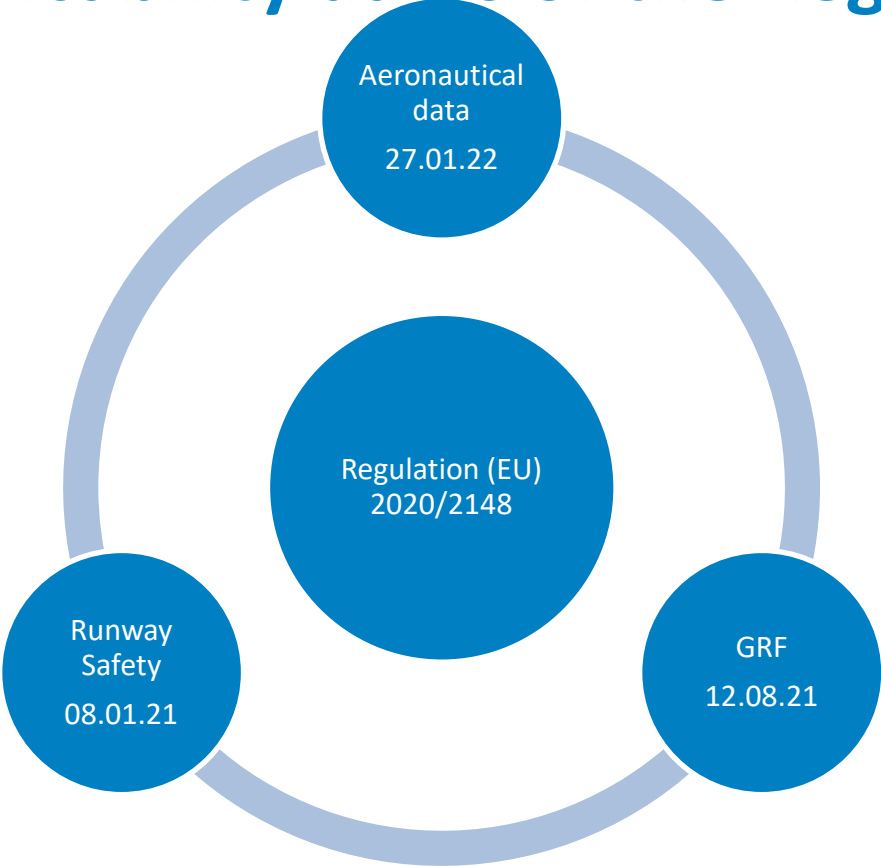 Aeronautical
data
27.01.22
Regulation (EU)
2020/2148
Runway
Safety
08.01.21
GRF
12.08.21